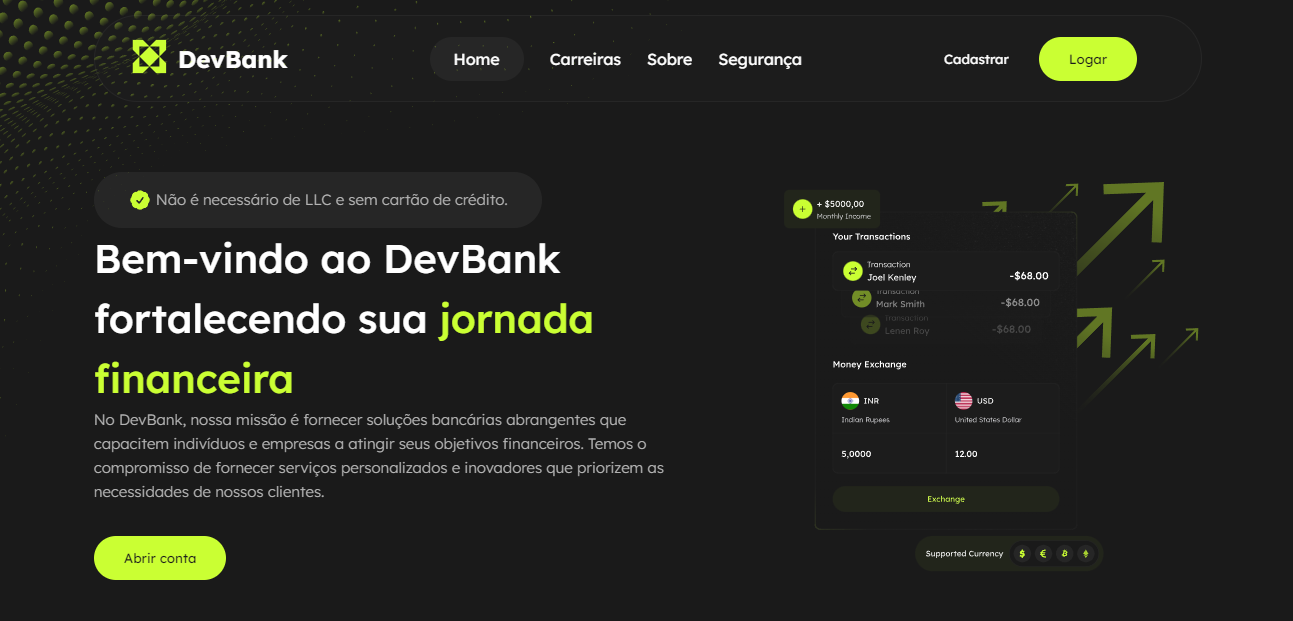 DevBank
Home
Carreiras
Sobre
Segurança
Cadastrar
Logar
Não é necessário de LLC e sem cartão de crédito.
Bem-vindo ao DevBank
fortalecendo sua jornada
financeira
No DevBank, nossa missão é fornecer soluções bancárias abrangentes que
capacitem indivíduos e empresas a atingir seus objetivos financeiros. Temos o
compromisso de fornecer serviços personalizados e inovadores que priorizem as
necessidades de nossos clientes.
Abrir conta
+ $5000,00
Monthly Income
Your Transactions
Transaction
Joel Kenley
-$68.00
Transaction
Mark Smith
-$68.00
Transaction
Lenen Roy
-$68.00
Money Exchange
INR
Indian Rupees
USD
United States Dollar
5,0000
12.00
Exchange
Supported Currency
$ € ₿